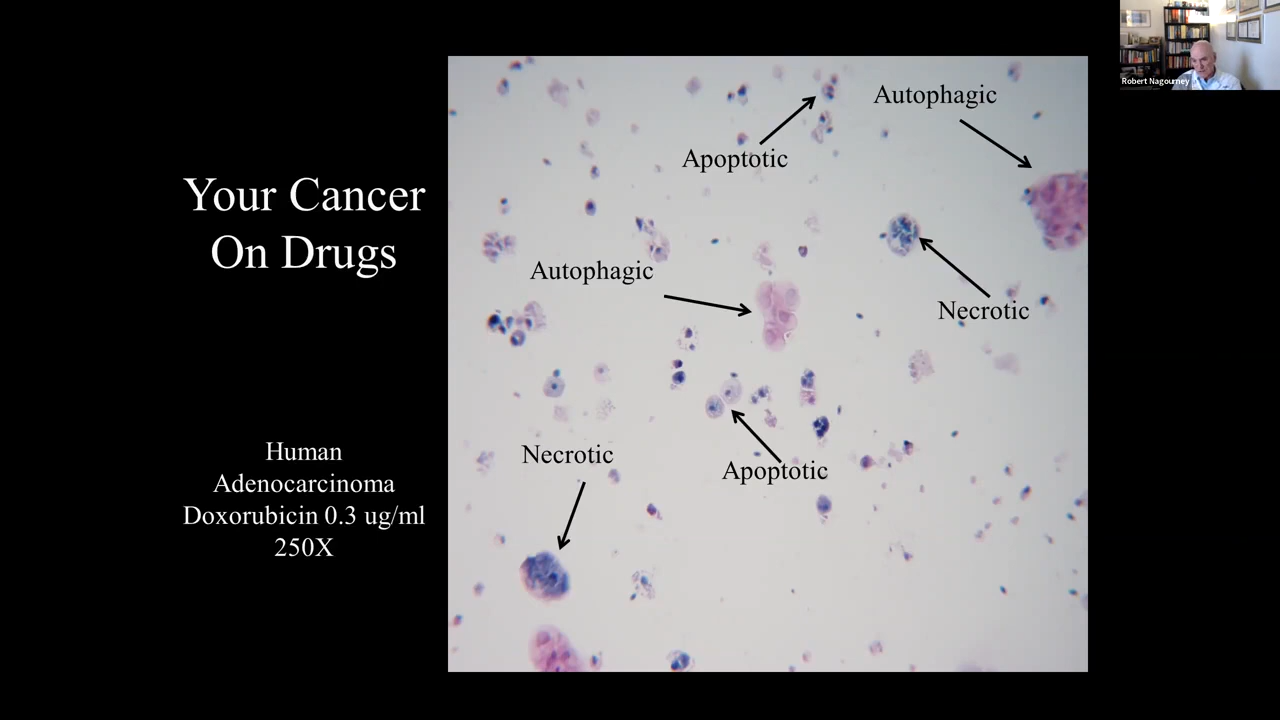 Robert Nagourney
Your Cancer
On Drugs
Human
Adenocarcinoma
Doxorubicin 0.3 ug/ml
250X
Autophagic
Apoptotic
Autophagic
Necrotic
Necrotic
Apoptotic